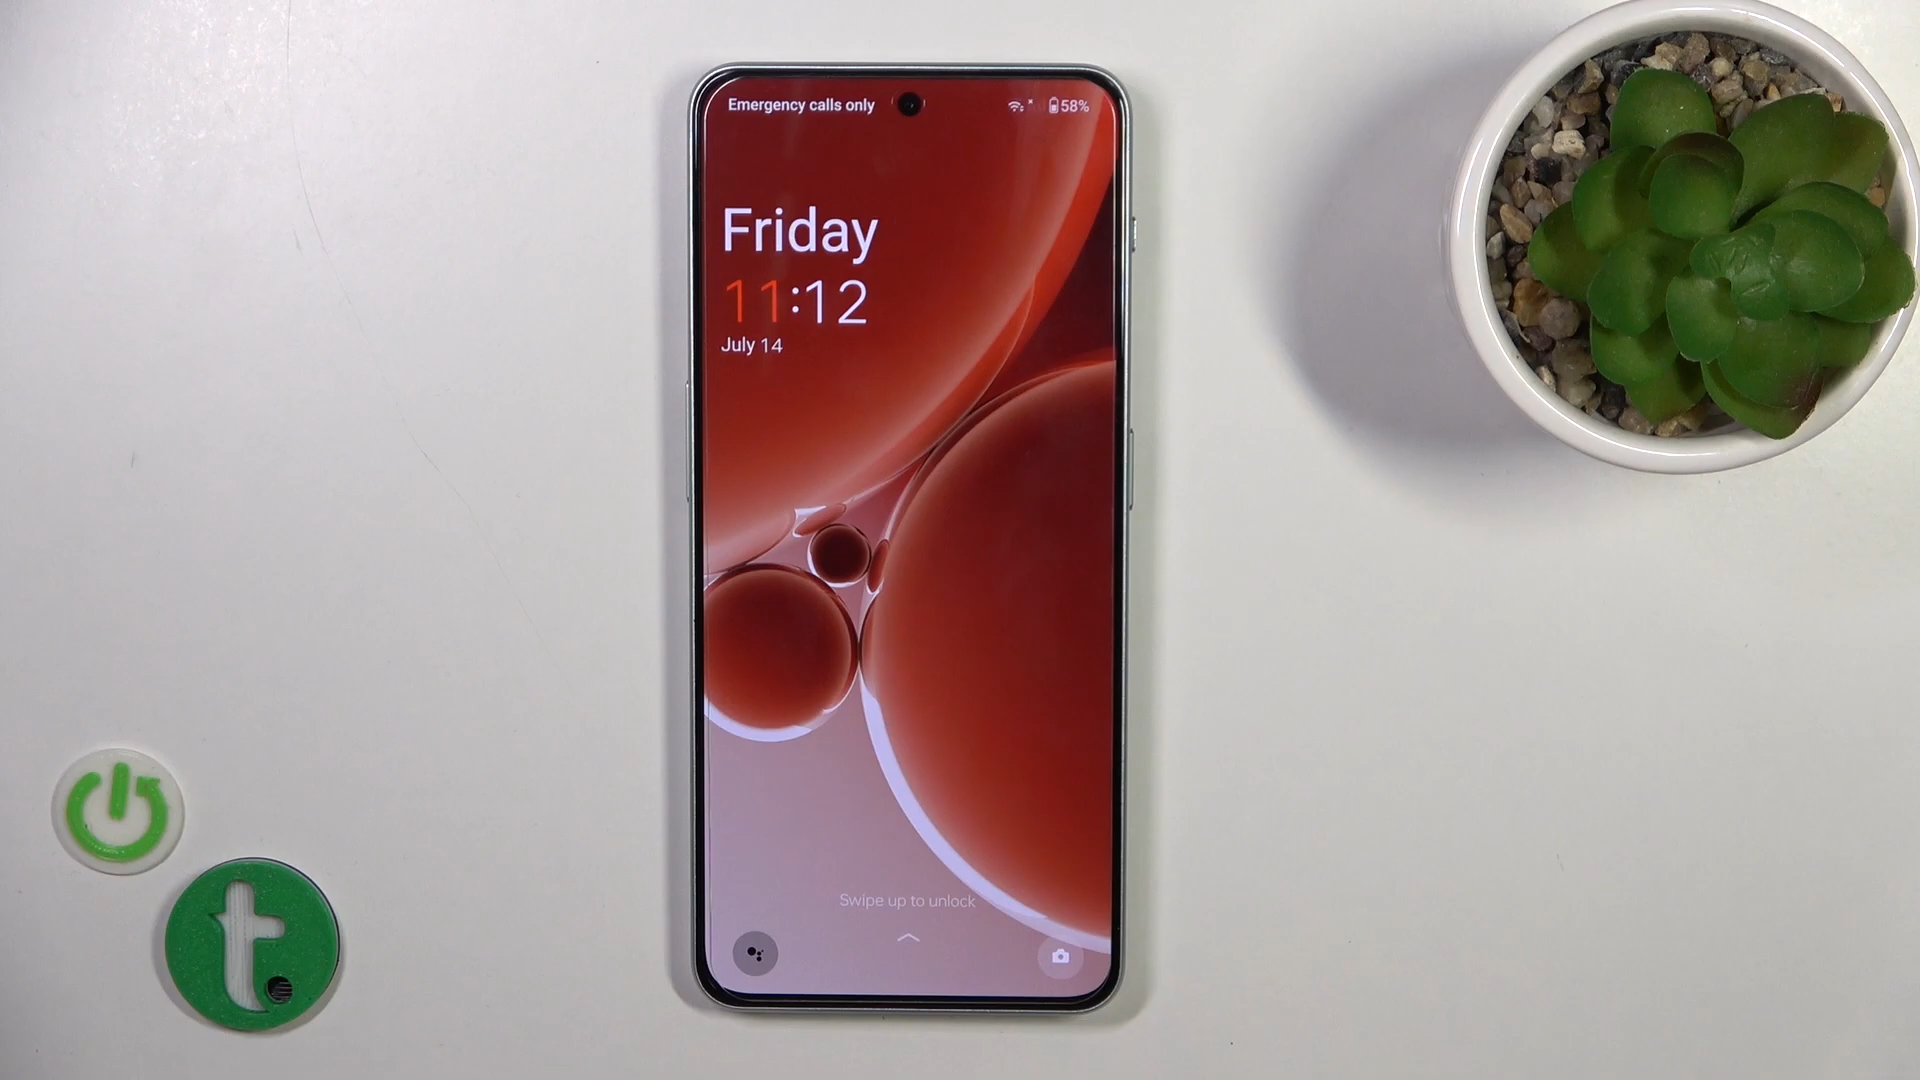 Emergency calls only
58%
Friday
11:12
July 14
Swipe up to unlock
t.